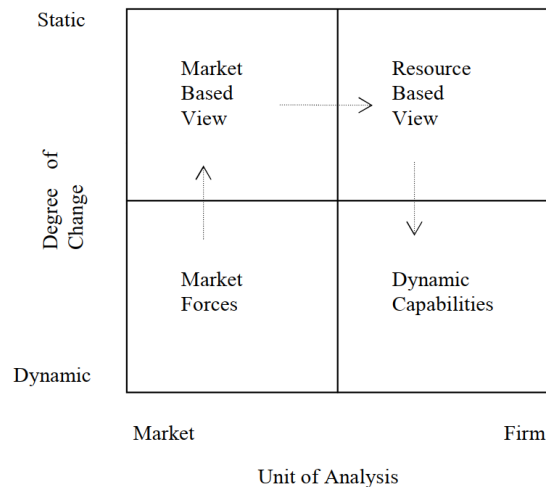 Static
Market
Based
View
Resource
Based
View
Degree of
Change
Market
Forces
Dynamic
Capabilities
Dynamic
Market
Firm
Unit of Analysis